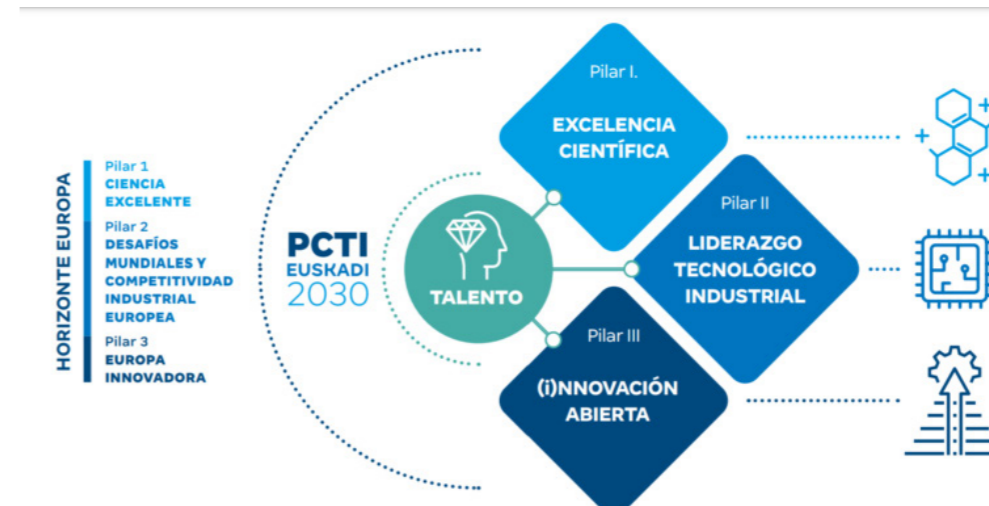 HORIZONTE EUROPA
Pilar 1
CIENCIA
EXCELENTE
Pilar 2
DESAFÍOS
MUNDIALES Y
COMPETITIVIDAD
INDUSTRIAL
EUROPEA
Pilar 3
EUROPA
INNOVADORA
PCTI
EUSKADI
2030
TALENTO
Pilar I.
EXCELENCIA
CIENTÍFICA
Pilar II
LIDERAZGO
TECNOLÓGICO
INDUSTRIAL
Pilar III
(i)NNOVACIÓN
ABIERTA